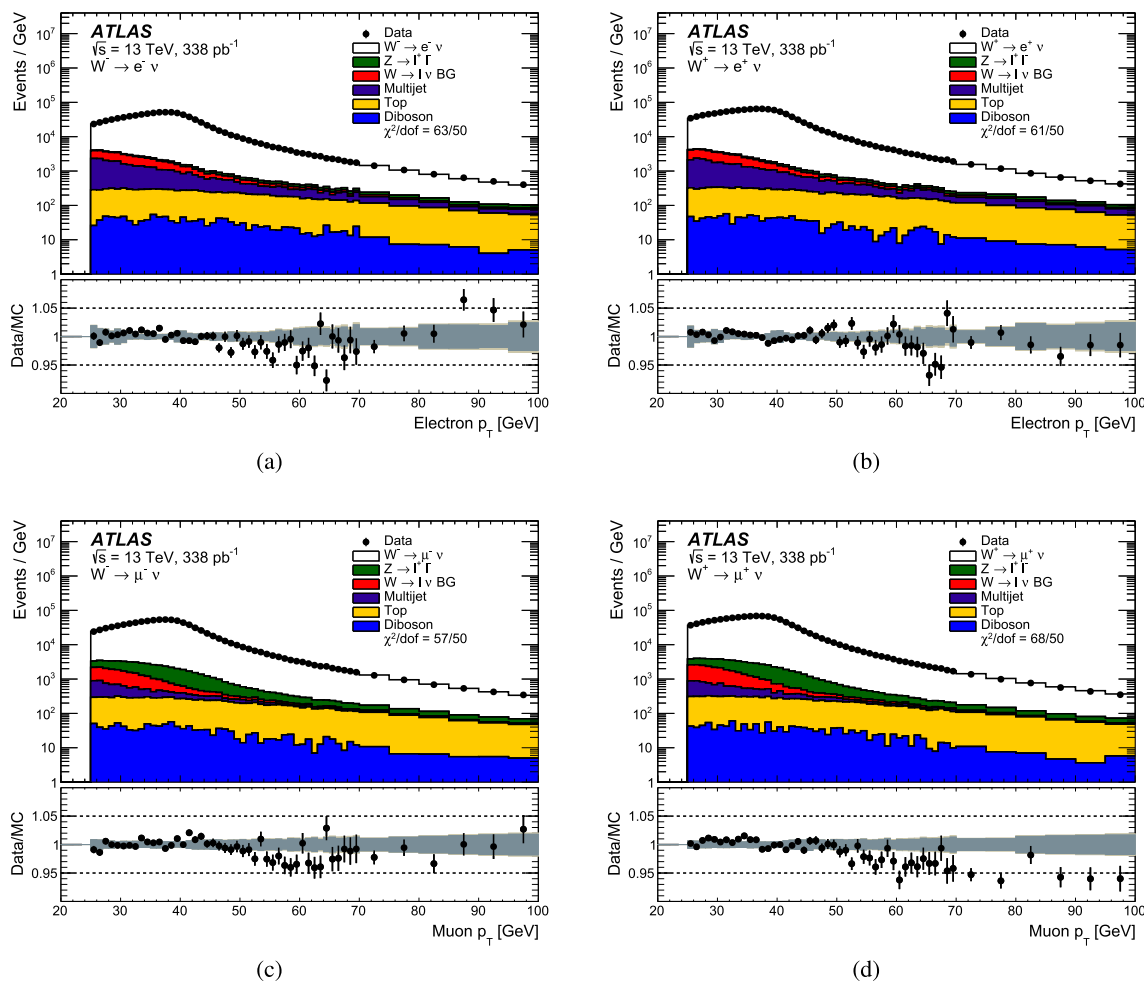 ATLAS
√s = 13 TeV, 338 pb⁻¹
W⁻ → e⁻ ν
Data
W⁻ → e⁻ ν
Z → l⁺ l⁻
W → l ν BG
Multijet
Top
Diboson
χ²/dof = 63/50
Events / GeV
10⁷
10⁶
10⁵
10⁴
10³
10²
10
1
Data/MC
1.05
1
0.95
20 30 40 50 60 70 80 90 100
Electron p_T [GeV]
(a)
ATLAS
√s = 13 TeV, 338 pb⁻¹
W⁺ → e⁺ ν
Data
W⁺ → e⁺ ν
Z → l⁺ l⁻
W → l ν BG
Multijet
Top
Diboson
χ²/dof = 61/50
Events / GeV
10⁷
10⁶
10⁵
10⁴
10³
10²
10
1
Data/MC
1.05
1
0.95
20 30 40 50 60 70 80 90 100
Electron p_T [GeV]
(b)
ATLAS
√s = 13 TeV, 338 pb⁻¹
W⁻ → μ⁻ ν
Data
W⁻ → μ⁻ ν
Z → l⁺ l⁻
W → l ν BG
Multijet
Top
Diboson
χ²/dof = 57/50
Events / GeV
10⁷
10⁶
10⁵
10⁴
10³
10²
10
1
Data/MC
1.05
1
0.95
20 30 40 50 60 70 80 90 100
Muon p_T [GeV]
(c)
ATLAS
√s = 13 TeV, 338 pb⁻¹
W⁺ → μ⁺ ν
Data
W⁺ → μ⁺ ν
Z → l⁺ l⁻
W → l ν BG
Multijet
Top
Diboson
χ²/dof = 68/50
Events / GeV
10⁷
10�6
10⁵
10⁴
10³
10²
10
1
Data/MC
1.05
1
0.95
20 30 40 50 60 70 80 90 100
Muon p_T [GeV]
(d)